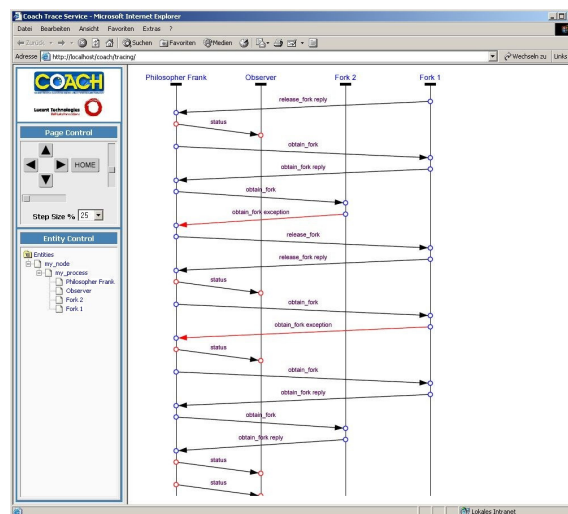 Coach Trace Service - Microsoft Internet Explorer
Datei Bearbeiten Ansicht Favoriten Extras ?
Zurück Suchen Favoriten Medien
Adresse http://localhost/coach/tracing/ Wechseln zu Links
COACH
Lucent Technologies
Page Control
HOME
Step Size % 25
Entity Control
Entities
my_node
my_process
Philosopher Frank
Observer
Fork 2
Fork 1
Philosopher Frank Observer Fork 2 Fork 1
release_fork reply
status
obtain_fork
obtain_fork reply
obtain_fork
obtain_fork exception
release_fork
release_fork reply
status
obtain_fork
obtain_fork exception
status
obtain_fork
obtain_fork reply
obtain_fork
obtain_fork reply
status
status
Lokales Intranet